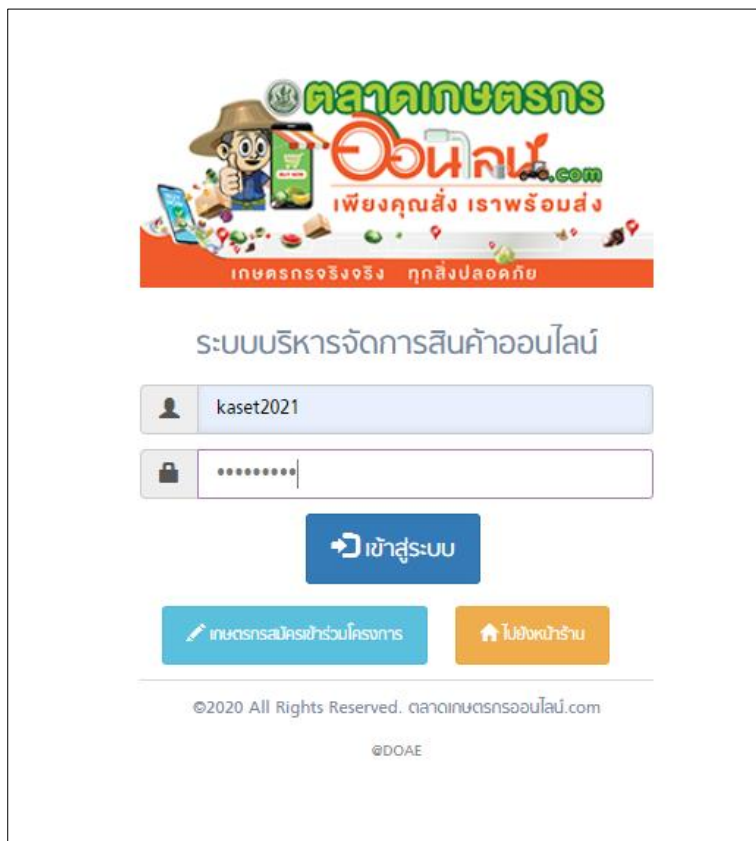 ตลาดเกษตรกร
BUY NOW
ออนไลน์.com
BUY NOW
เพียงคุณสั่ง เราพร้อมส่ง
เกษตรกรจริงจริง ทุกสิ่งปลอดภัย
ระบบบริหารจัดการสินค้าออนไลน์
kaset2021
•••••••••
เข้าสู่ระบบ
เกษตรกรสมัครเข้าร่วมโครงการ ไปยังหน้าร้าน
©2020 All Rights Reserved. ตลาดเกษตรกรออนไลน์.com
@DOAE